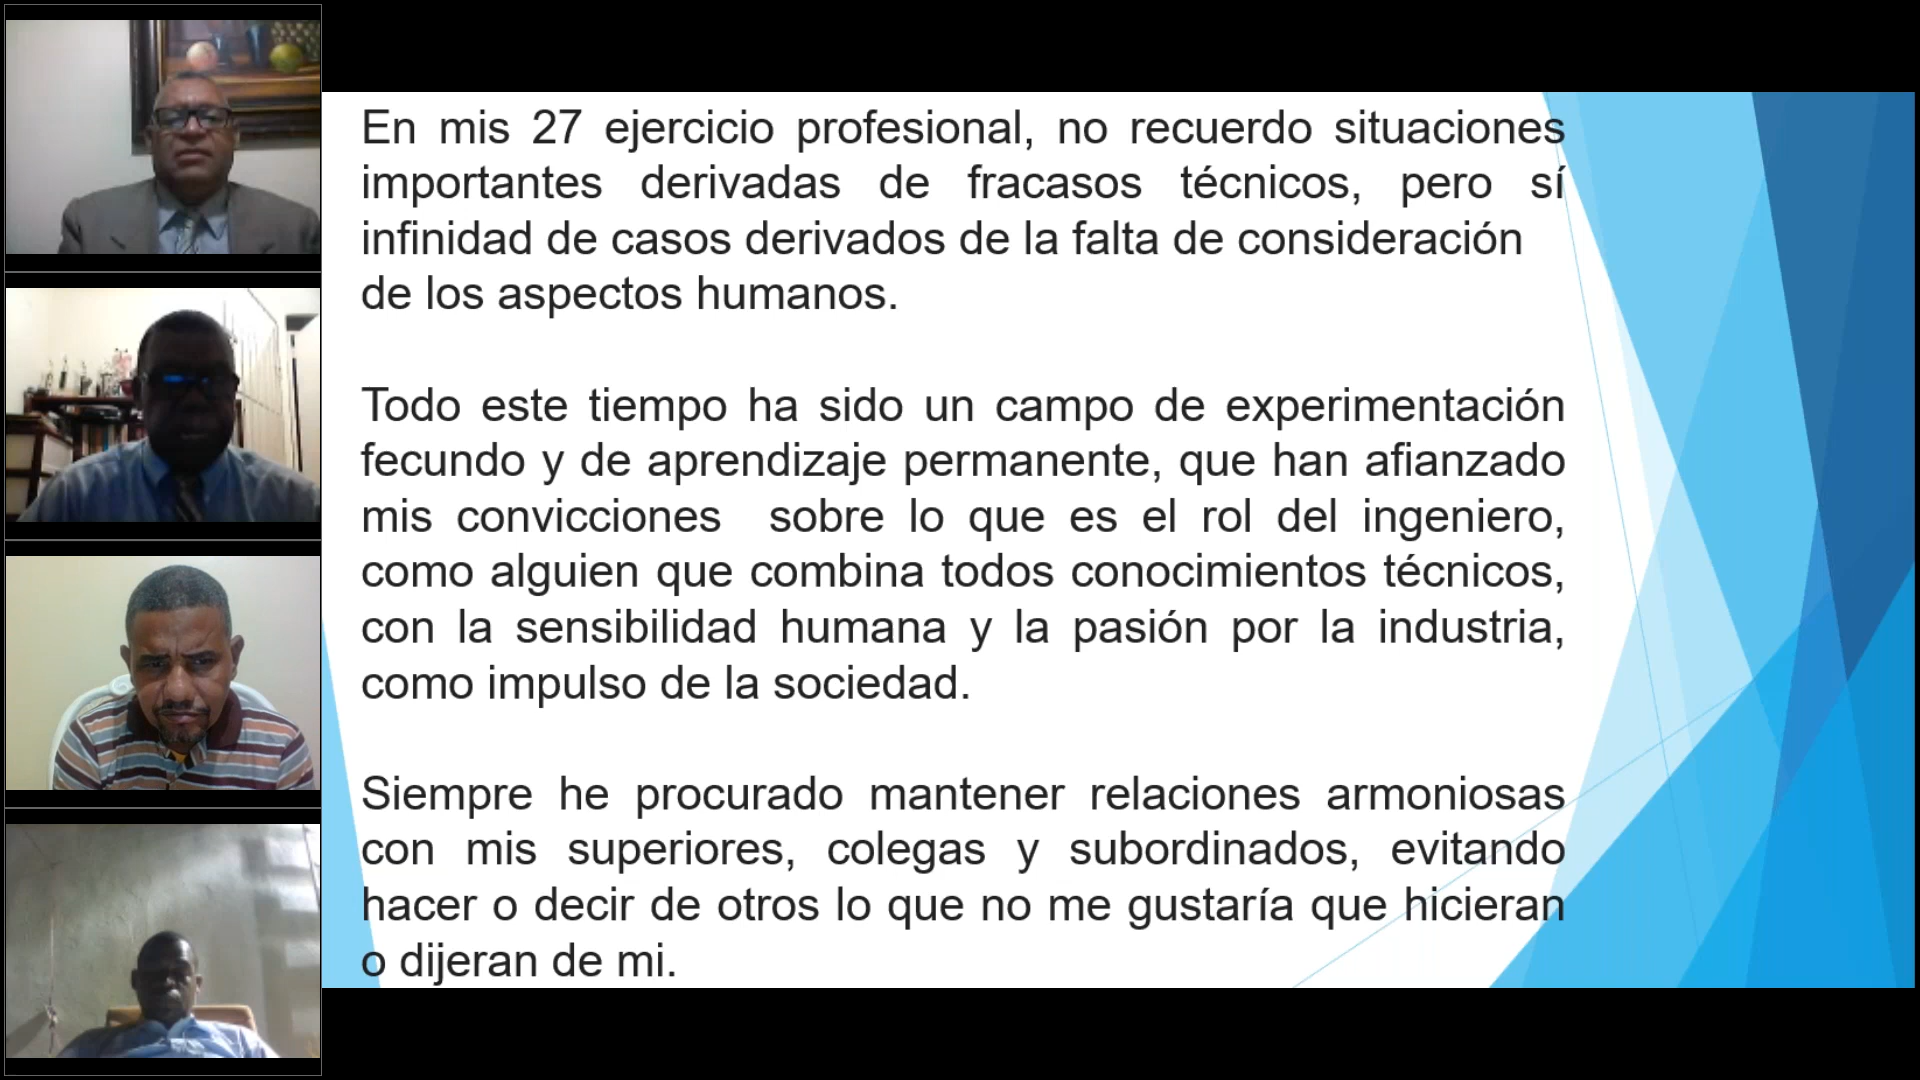 En mis 27 ejercicio profesional, no recuerdo situaciones
importantes derivadas de fracasos técnicos, pero sí
infinidad de casos derivados de la falta de consideración
de los aspectos humanos.
Todo este tiempo ha sido un campo de experimentación
fecundo y de aprendizaje permanente, que han afianzado
mis convicciones sobre lo que es el rol del ingeniero,
como alguien que combina todos conocimientos técnicos,
con la sensibilidad humana y la pasión por la industria,
como impulso de la sociedad.
Siempre he procurado mantener relaciones armoniosas
con mis superiores, colegas y subordinados, evitando
hacer o decir de otros lo que no me gustaría que hicieran
o dijeran de mi.